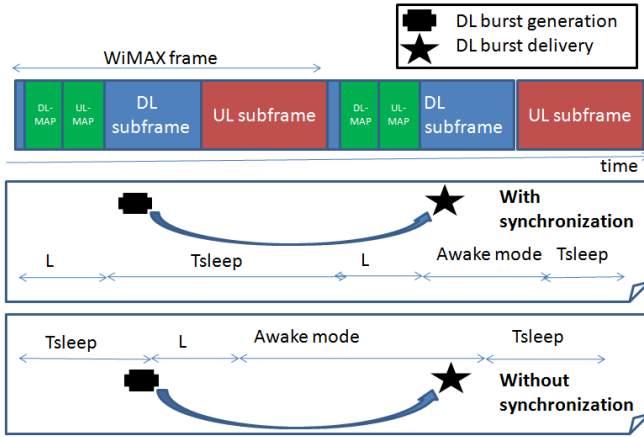 DL burst generation
DL burst delivery
WiMAX frame
DL-
MAP
UL-
MAP
DL
subframe
UL subframe
DL-
MAP
UL-
MAP
DL
subframe
UL subframe
time
With
synchronization
L
Tsleep
L
Awake mode
Tsleep
Tsleep
L
Awake mode
Tsleep
Without
synchronization